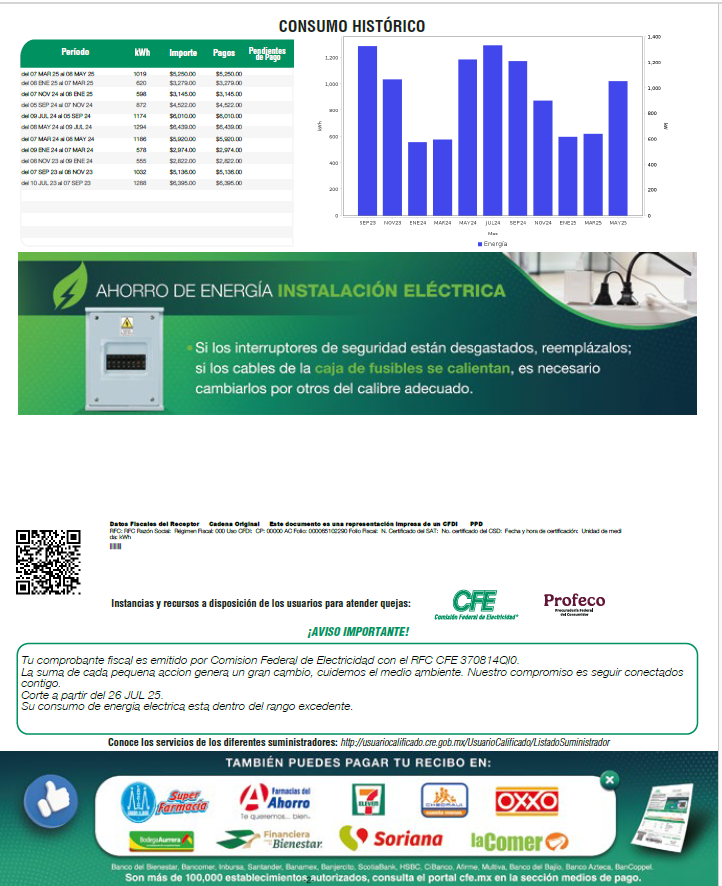 CONSUMO HISTÓRICO
Período kWh Importe Pagos Pendientes de Pago
del 07 MAR 25 al 08 MAY 25 1019 $5,250.00 $5,250.00
del 08 ENE 25 al 07 MAR 25 620 $3,279.00 $3,279.00
del 07 NOV 24 al 08 ENE 25 598 $3,145.00 $3,145.00
del 05 SEP 24 al 07 NOV 24 872 $4,522.00 $4,522.00
del 09 JUL 24 al 05 SEP 24 1174 $6,010.00 $6,010.00
del 08 MAY 24 al 09 JUL 24 1294 $6,439.00 $6,439.00
del 07 MAR 24 al 08 MAY 24 1186 $5,920.00 $5,920.00
del 09 ENE 24 al 07 MAR 24 578 $2,974.00 $2,974.00
del 08 NOV 23 al 09 ENE 24 555 $2,822.00 $2,822.00
del 07 SEP 23 al 08 NOV 23 1032 $5,136.00 $5,136.00
del 10 JUL 23 al 07 SEP 23 1288 $6,395.00 $6,395.00
1,400
1,200 1,200
1,000 1,000
800 800
kWh
600 600
400 400
200 200
0 0
SEP23 NOV23 ENE24 MAR24 MAY24 JUL24 SEP24 NOV24 ENE25 MAR25 MAY25
Mes
Energía
AHORRO DE ENERGÍA INSTALACIÓN ELÉCTRICA
Si los interruptores de seguridad están desgastados, reemplázalos;
si los cables de la caja de fusibles se calientan, es necesario
cambiarlos por otros del calibre adecuado.
Datos Fiscales del Receptor Cadena Original Este documento es una representación impresa de un CFDI PPD
RFC: RFC Razón Social: Régimen Fiscal: 000 Uso CFDI: CP: 00000 AC Folio: 000065102290 Folio Fiscal: N. Certificado del SAT: No. certificado del CSD: Fecha y hora de certificación: Unidad de medi
da: kWh
Instancias y recursos a disposición de los usuarios para atender quejas:
CFE
Comisión Federal de Electricidad
Profeco
Procuraduría Federal
del Consumidor
¡AVISO IMPORTANTE!
Tu comprobante fiscal es emitido por Comision Federal de Electricidad con el RFC CFE 370814QI0.
La suma de cada pequena accion genera un gran cambio, cuidemos el medio ambiente. Nuestro compromiso es seguir conectados
contigo.
Corte a partir del 26 JUL 25.
Su consumo de energia electrica esta dentro del rango excedente.
Conoce los servicios de los diferentes suministradores: http://usuariocalificado.cre.gob.mx/UsuarioCalificado/ListadoSuministrador
TAMBIÉN PUEDES PAGAR TU RECIBO EN:
Super Farmacia
Farmacias del Ahorro
Te queremos... bien.
7 ELEVEN
CHEDRAUI
OXXO
Bodega Aurrera
Financiera Bienestar
Soriana
laComer
Banco del Bienestar, Bancomer, Inbursa, Santander, Banamex, Banjercito, ScotiaBank, HSBC, CiBanco, Afirme, Multiva, Banco del Bajío, Banco Azteca, BanCoppel.
Son más de 100,000 establecimientos autorizados, consulta el portal cfe.mx en la sección medios de pago.